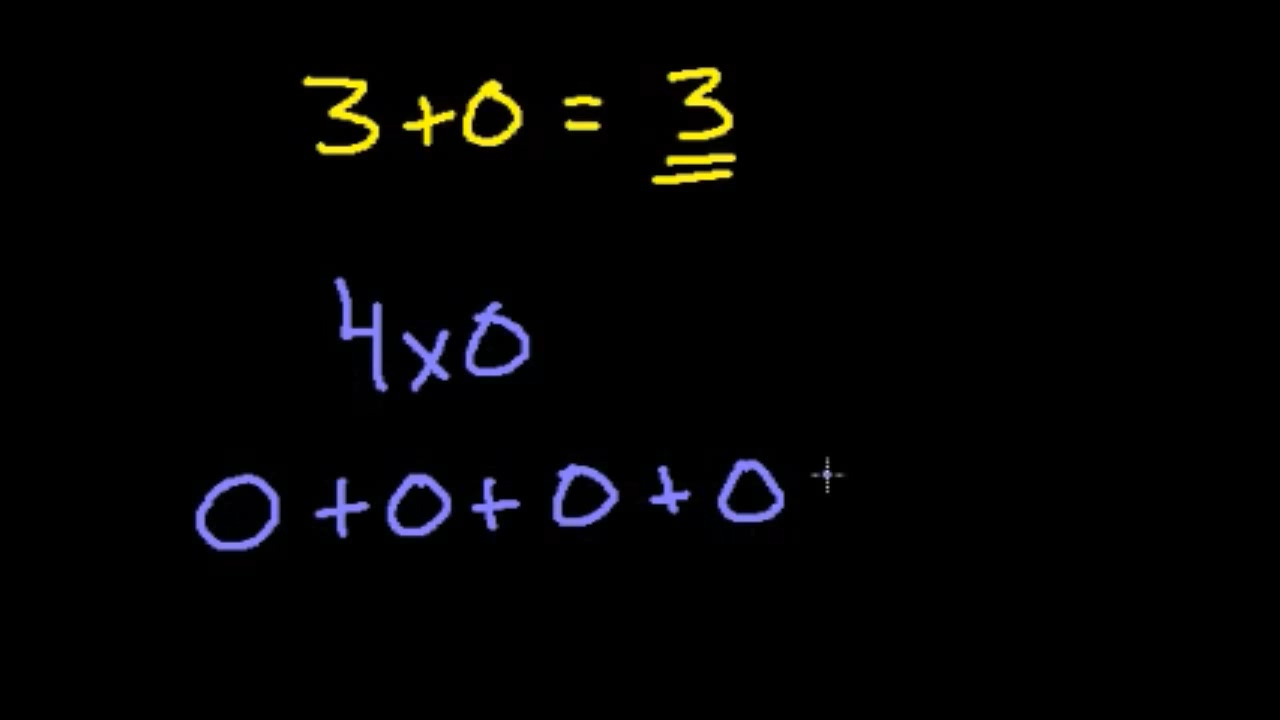 3+0 = 3
4x0
0 + 0 + 0 + 0